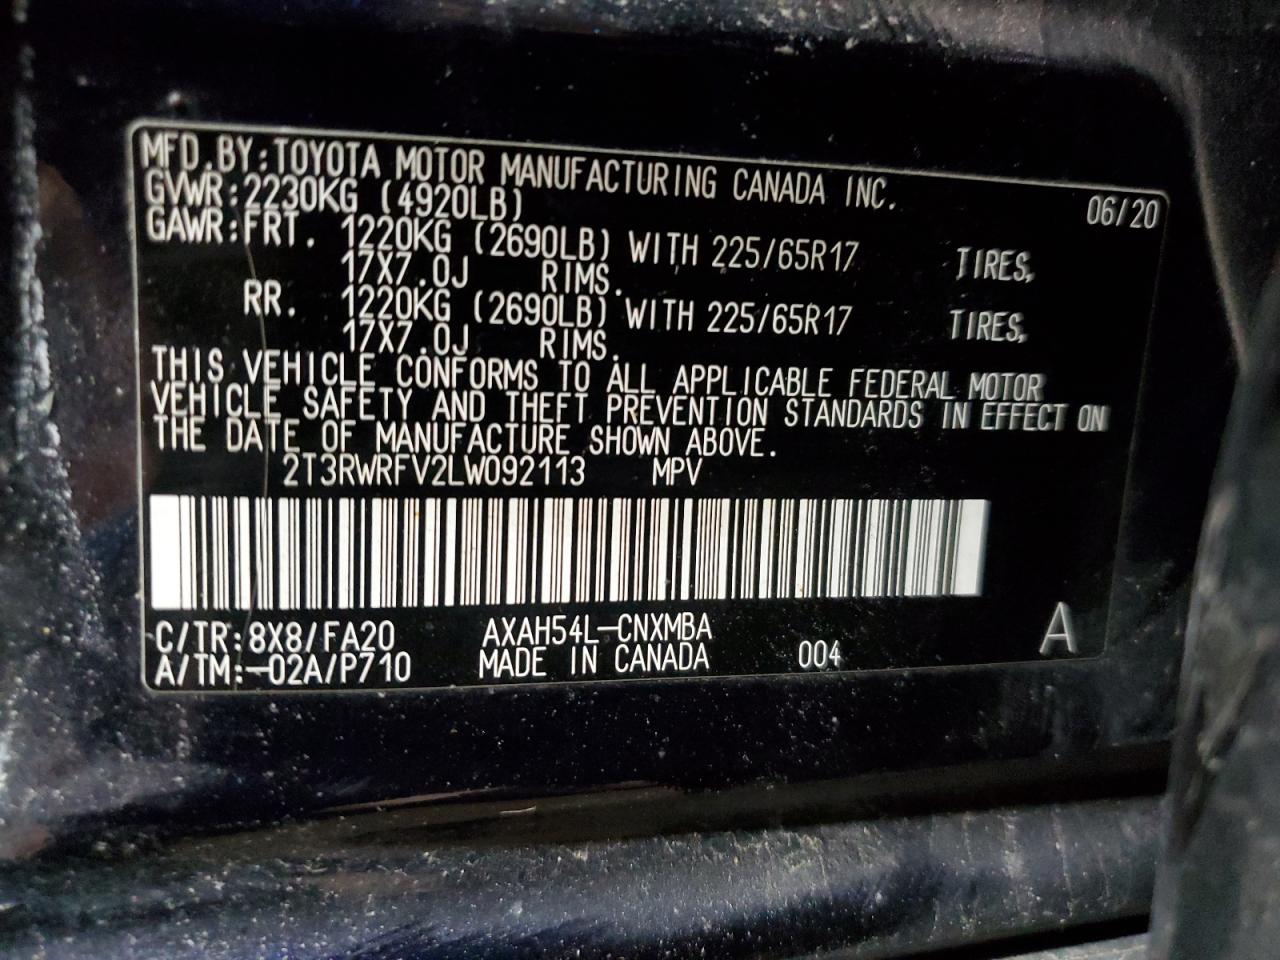 MFD.BY:TOYOTA MOTOR MANUFACTURING CANADA INC. 06/20
GVWR:2230KG (4920LB)
GAWR:FRT. 1220KG (2690LB) WITH 225/65R17 TIRES,
17X7.0J RIMS.
RR. 1220KG (2690LB) WITH 225/65R17 TIRES,
17X7.0J RIMS.
THIS VEHICLE CONFORMS TO ALL APPLICABLE FEDERAL MOTOR
VEHICLE SAFETY AND THEFT PREVENTION STANDARDS IN EFFECT ON
THE DATE OF MANUFACTURE SHOWN ABOVE.
2T3RWRFV2LW092113 MPV
C/TR:8X8/FA20 AXAH54L-CNXMBA A
A/TM:-02A/P710 MADE IN CANADA 004